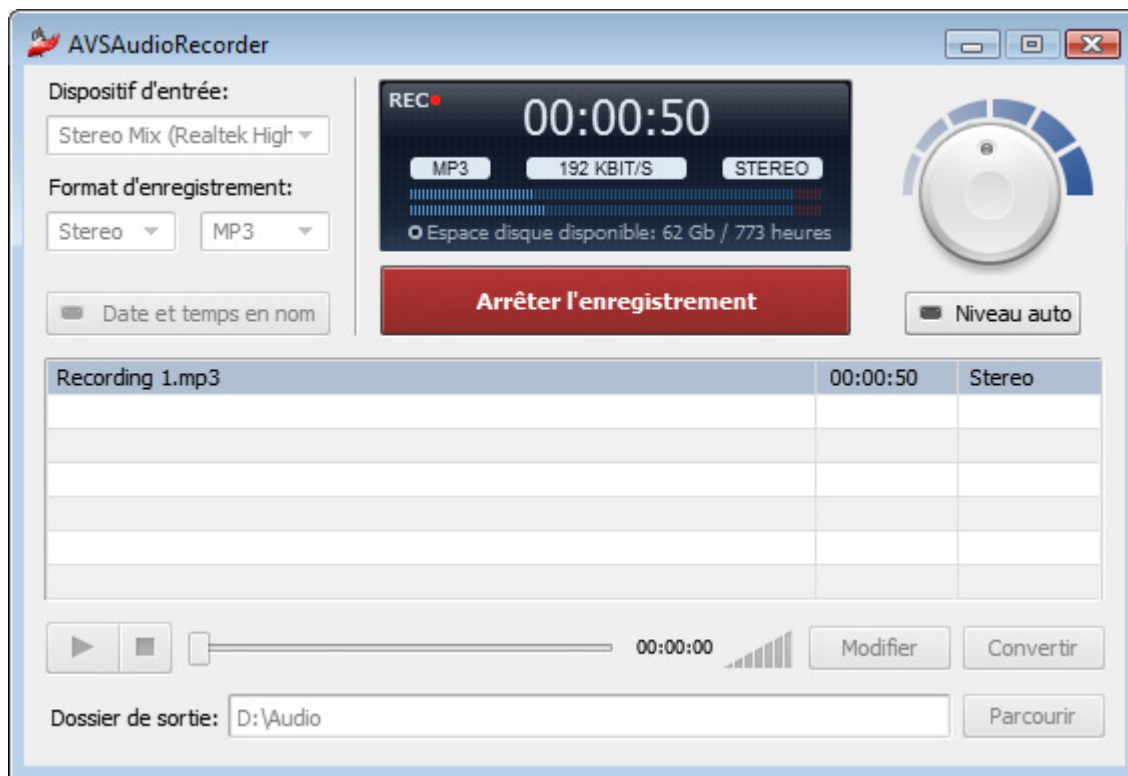 AVSAudioRecorder
Dispositif d'entrée:
Stereo Mix (Realtek High
Format d'enregistrement:
Stereo MP3
Date et temps en nom
REC
00:00:50
MP3 192 KBIT/S STEREO
Espace disque disponible: 62 Gb / 773 heures
Arrêter l'enregistrement
Niveau auto
Recording 1.mp3 00:00:50 Stereo
00:00:00 Modifier Convertir
Dossier de sortie: D:\Audio Parcourir